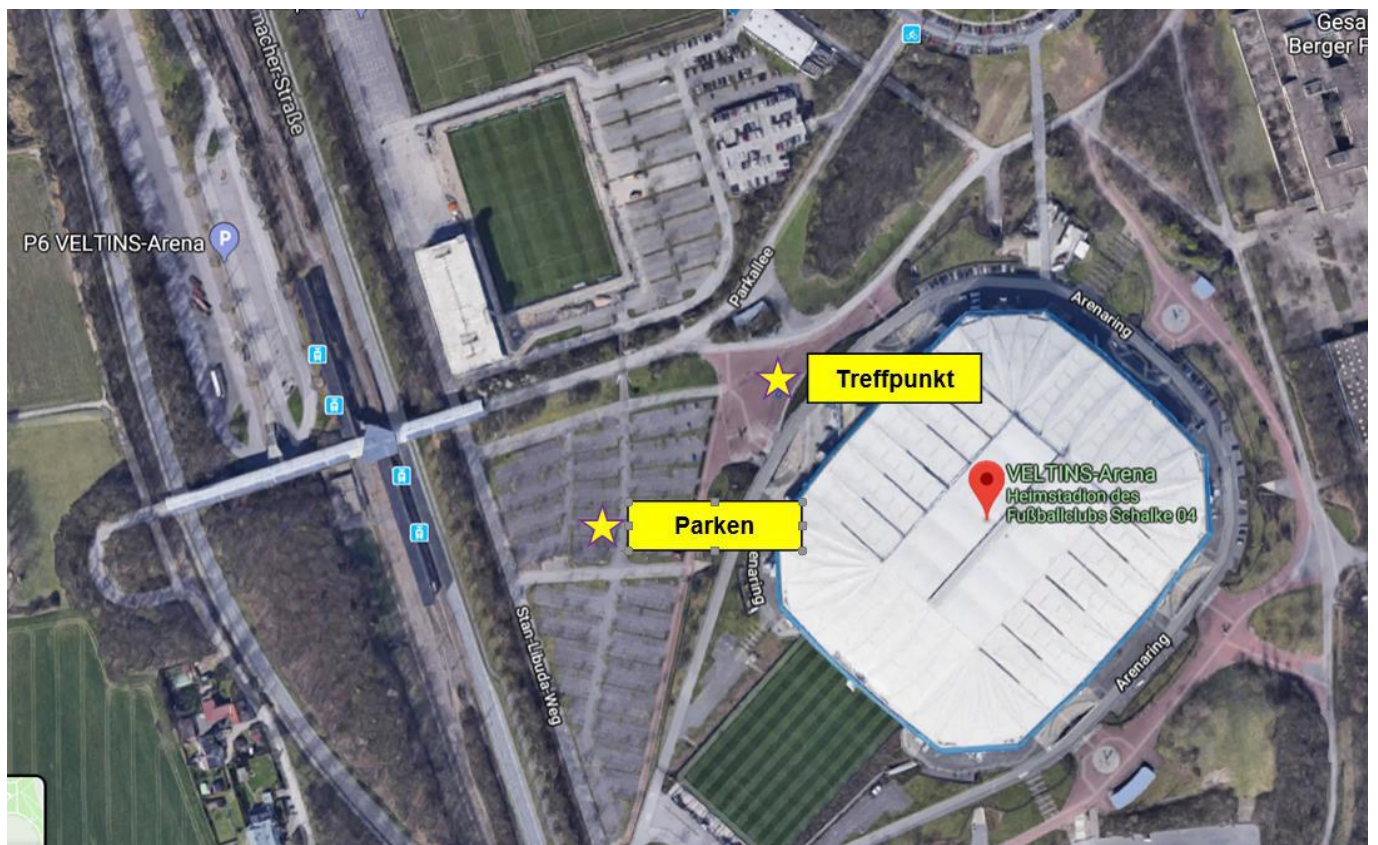 macher-Straße
Gesa
Berger F
P6 VELTINS-Arena
P
Parkallee
Arenaring
Treffpunkt
VELTINS-Arena
Heimstadion des
Fußballclubs Schalke 04
Parken
enaring
Stan-Libuda-Weg
Arenaring